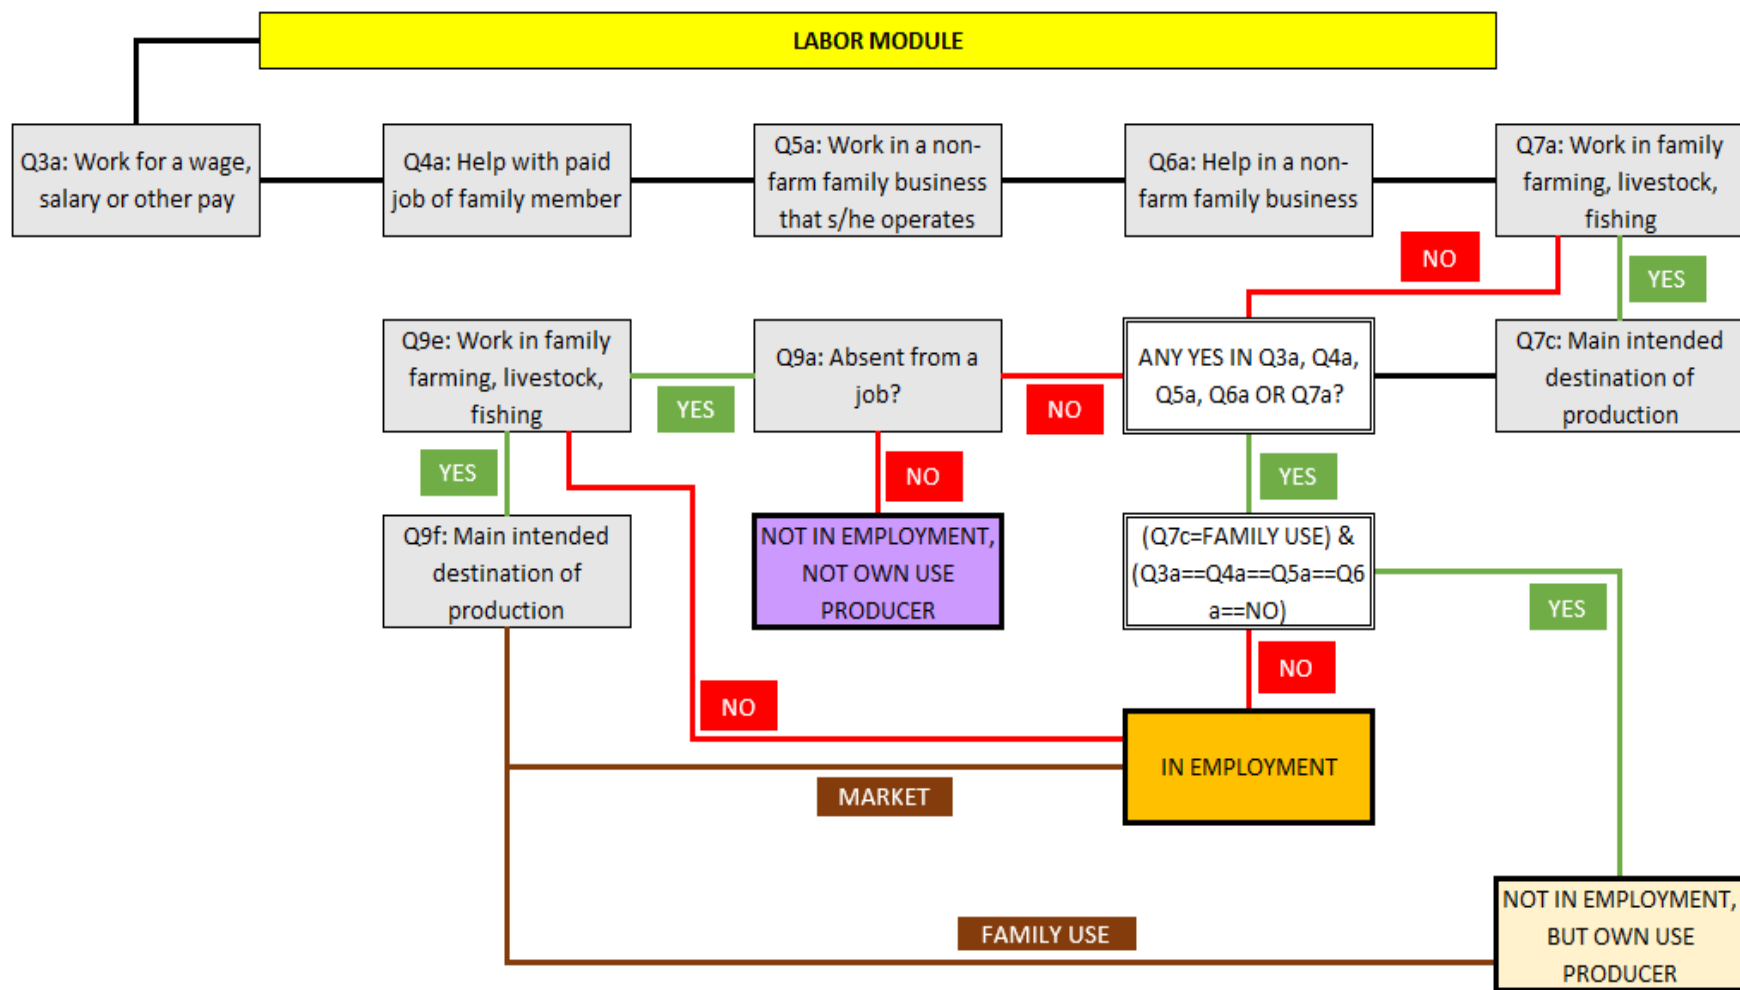 LABOR MODULE
Q3a: Work for a wage,
salary or other pay
Q4a: Help with paid
job of family member
Q5a: Work in a non-
farm family business
that s/he operates
Q6a: Help in a non-
farm family business
Q7a: Work in family
farming, livestock,
fishing
NO
YES
Q9e: Work in family
farming, livestock,
fishing
YES
Q9a: Absent from a
job?
NO
ANY YES IN Q3a, Q4a,
Q5a, Q6a OR Q7a?
Q7c: Main intended
destination of
production
YES
NO
YES
Q9f: Main intended
destination of
production
NOT IN EMPLOYMENT,
NOT OWN USE
PRODUCER
(Q7c=FAMILY USE) &
(Q3a==Q4a==Q5a==Q6
a==NO)
YES
NO
NO
IN EMPLOYMENT
MARKET
FAMILY USE
NOT IN EMPLOYMENT,
BUT OWN USE
PRODUCER